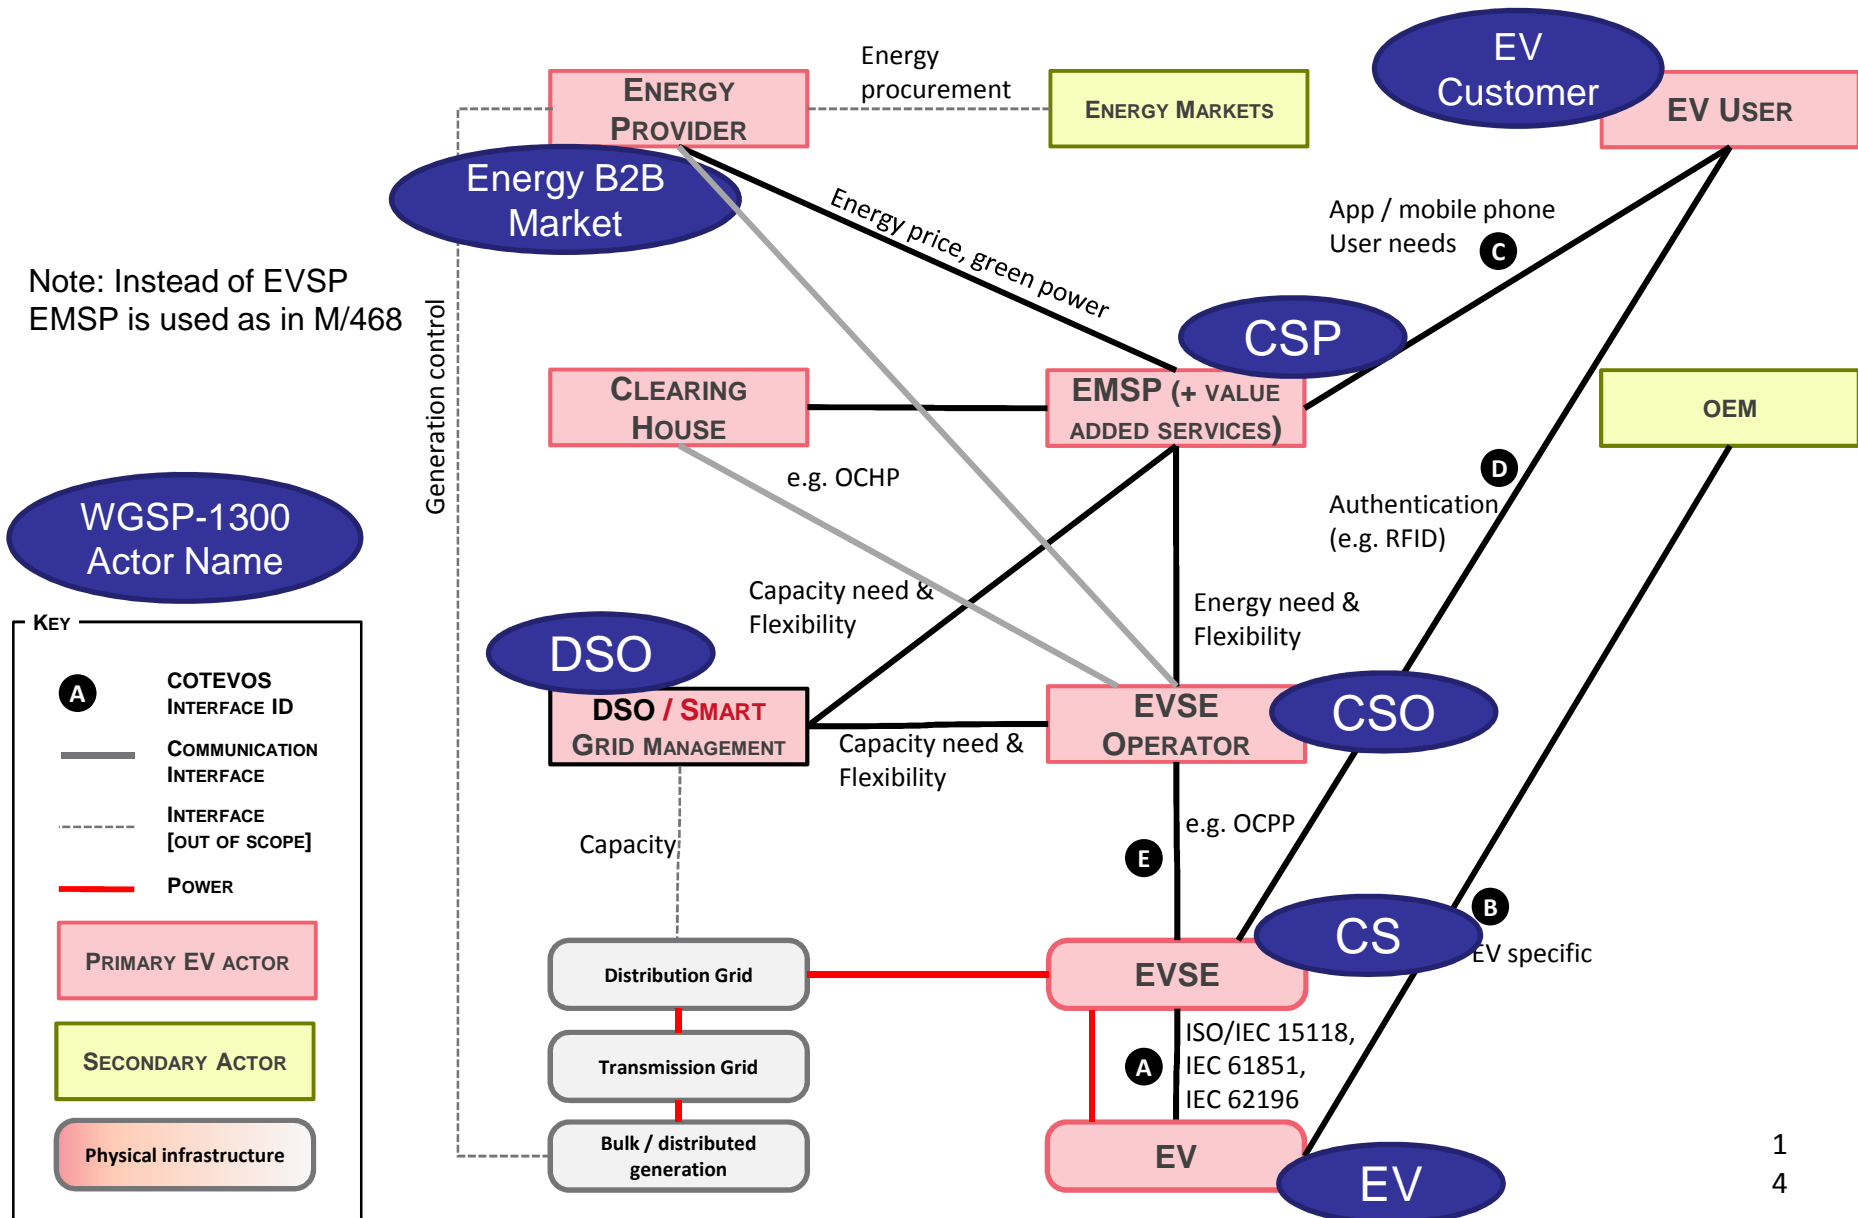 Energy
procurement
EV
Customer
ENERGY
PROVIDER
ENERGY MARKETS
EV USER
Energy B2B
Market
Energy price, green power
App / mobile phone
User needs
C
Note: Instead of EVSP
EMSP is used as in M/468
Generation control
CSP
CLEARING
HOUSE
EMSP (+ VALUE
ADDED SERVICES)
OEM
e.g. OCHP
D
Authentication
(e.g. RFID)
WGSP-1300
Actor Name
Capacity need &
Flexibility
Energy need &
Flexibility
DSO
DSO / SMART
GRID MANAGEMENT
EVSE
OPERATOR
CSO
Capacity need &
Flexibility
KEY
A
COTEVOS
INTERFACE ID
COMMUNICATION
INTERFACE
INTERFACE
[OUT OF SCOPE]
POWER
PRIMARY EV ACTOR
SECONDARY ACTOR
Physical infrastructure
Capacity
e.g. OCPP
E
CS
B
EV specific
Distribution Grid
EVSE
Transmission Grid
A
ISO/IEC 15118,
IEC 61851,
IEC 62196
Bulk / distributed
generation
EV
EV
1
4